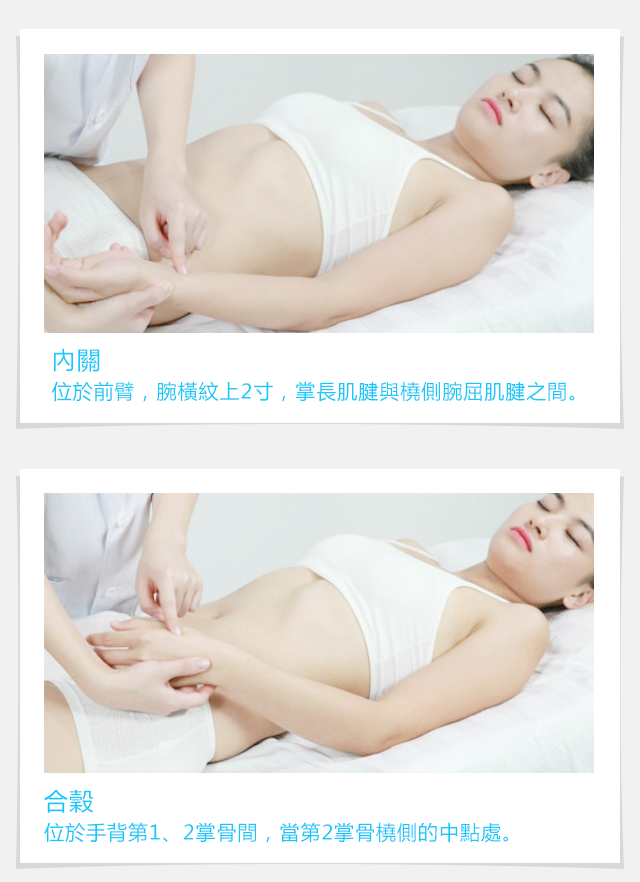 內關
位於前臂，腕橫紋上2寸，掌長肌腱與橈側腕屈肌腱之間。
合穀
位於手背第1、2掌骨間，當第2掌骨橈側的中點處。